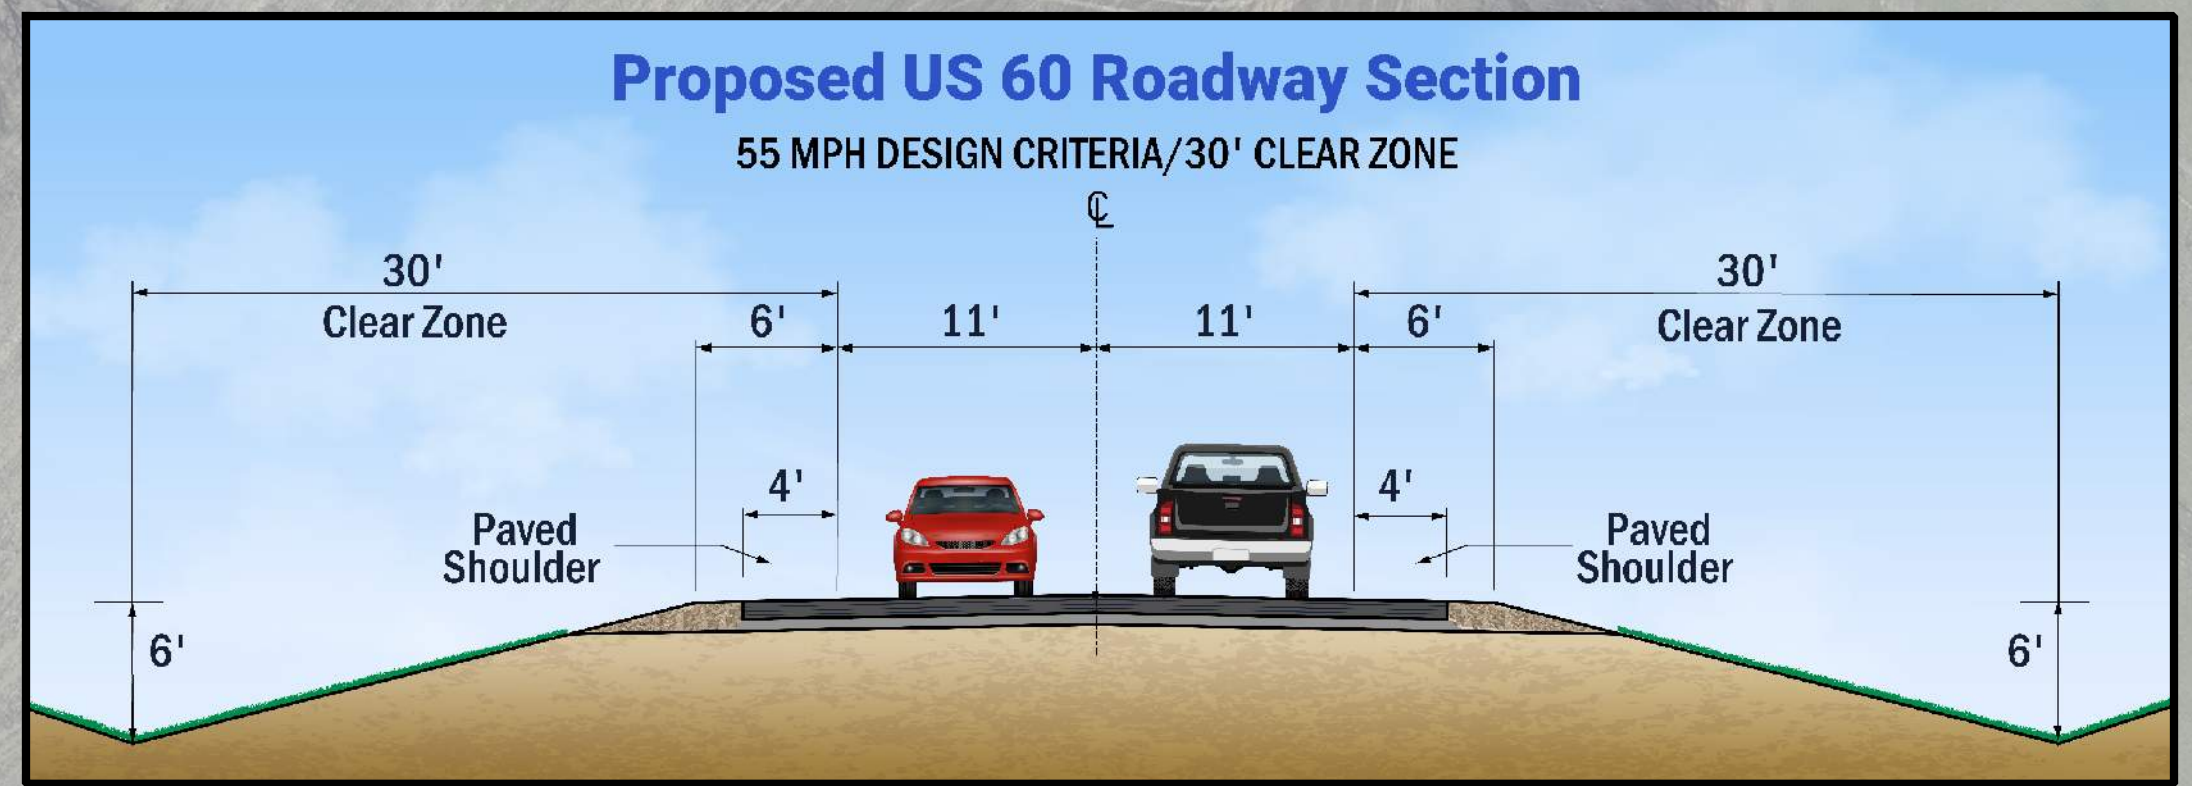 Proposed US 60 Roadway Section
55 MPH DESIGN CRITERIA/30' CLEAR ZONE
℄
30'
Clear Zone
6'
11'
11'
6'
30'
Clear Zone
4'
4'
Paved
Shoulder
Paved
Shoulder
6'
6'